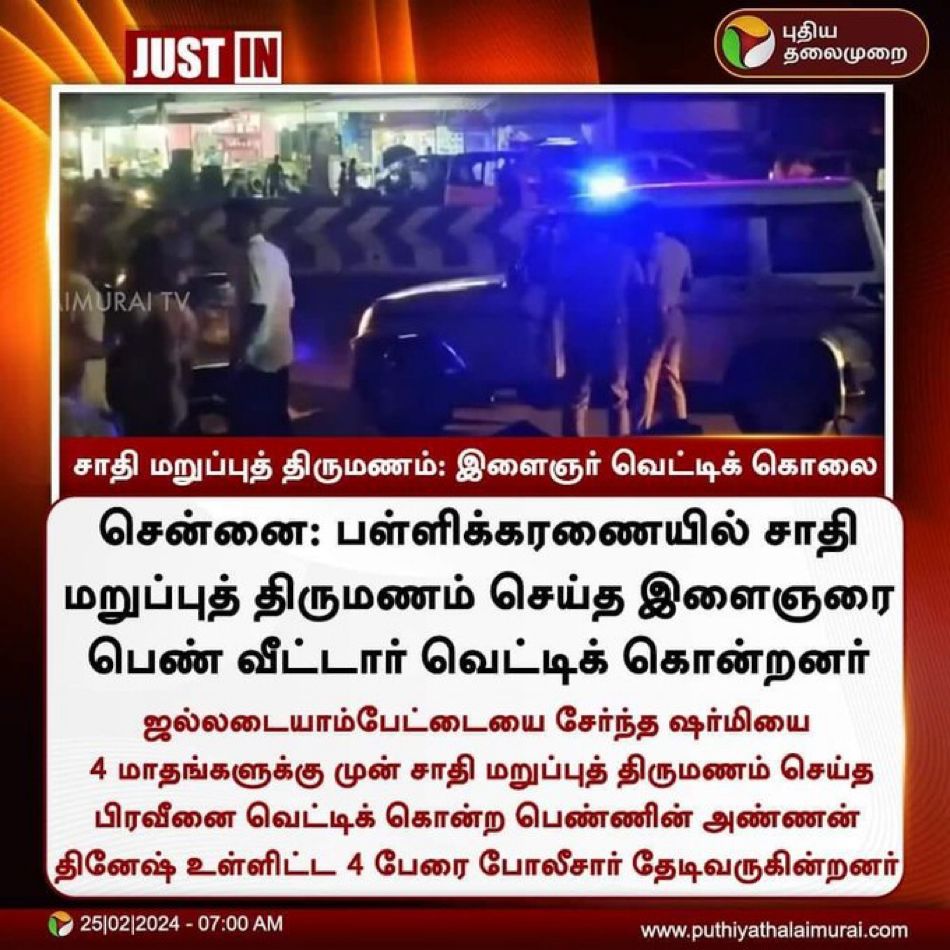 JUST IN
புதிய
தலைமுறை
AIMURAI TV
சாதி மறுப்புத் திருமணம்: இளைஞர் வெட்டிக் கொலை
சென்னை: பள்ளிக்கரணையில் சாதி
மறுப்புத் திருமணம் செய்த இளைஞரை
பெண் வீட்டார் வெட்டிக் கொன்றனர்
ஜல்லடையாம்பேட்டையை சேர்ந்த ஷர்மியை
4 மாதங்களுக்கு முன் சாதி மறுப்புத் திருமணம் செய்த
பிரவீனை வெட்டிக் கொன்ற பெண்ணின் அண்ணன்
தினேஷ் உள்ளிட்ட 4 பேரை போலீசார் தேடிவருகின்றனர்
25|02|2024 - 07:00 AM
www.puthiyathalaimurai.com